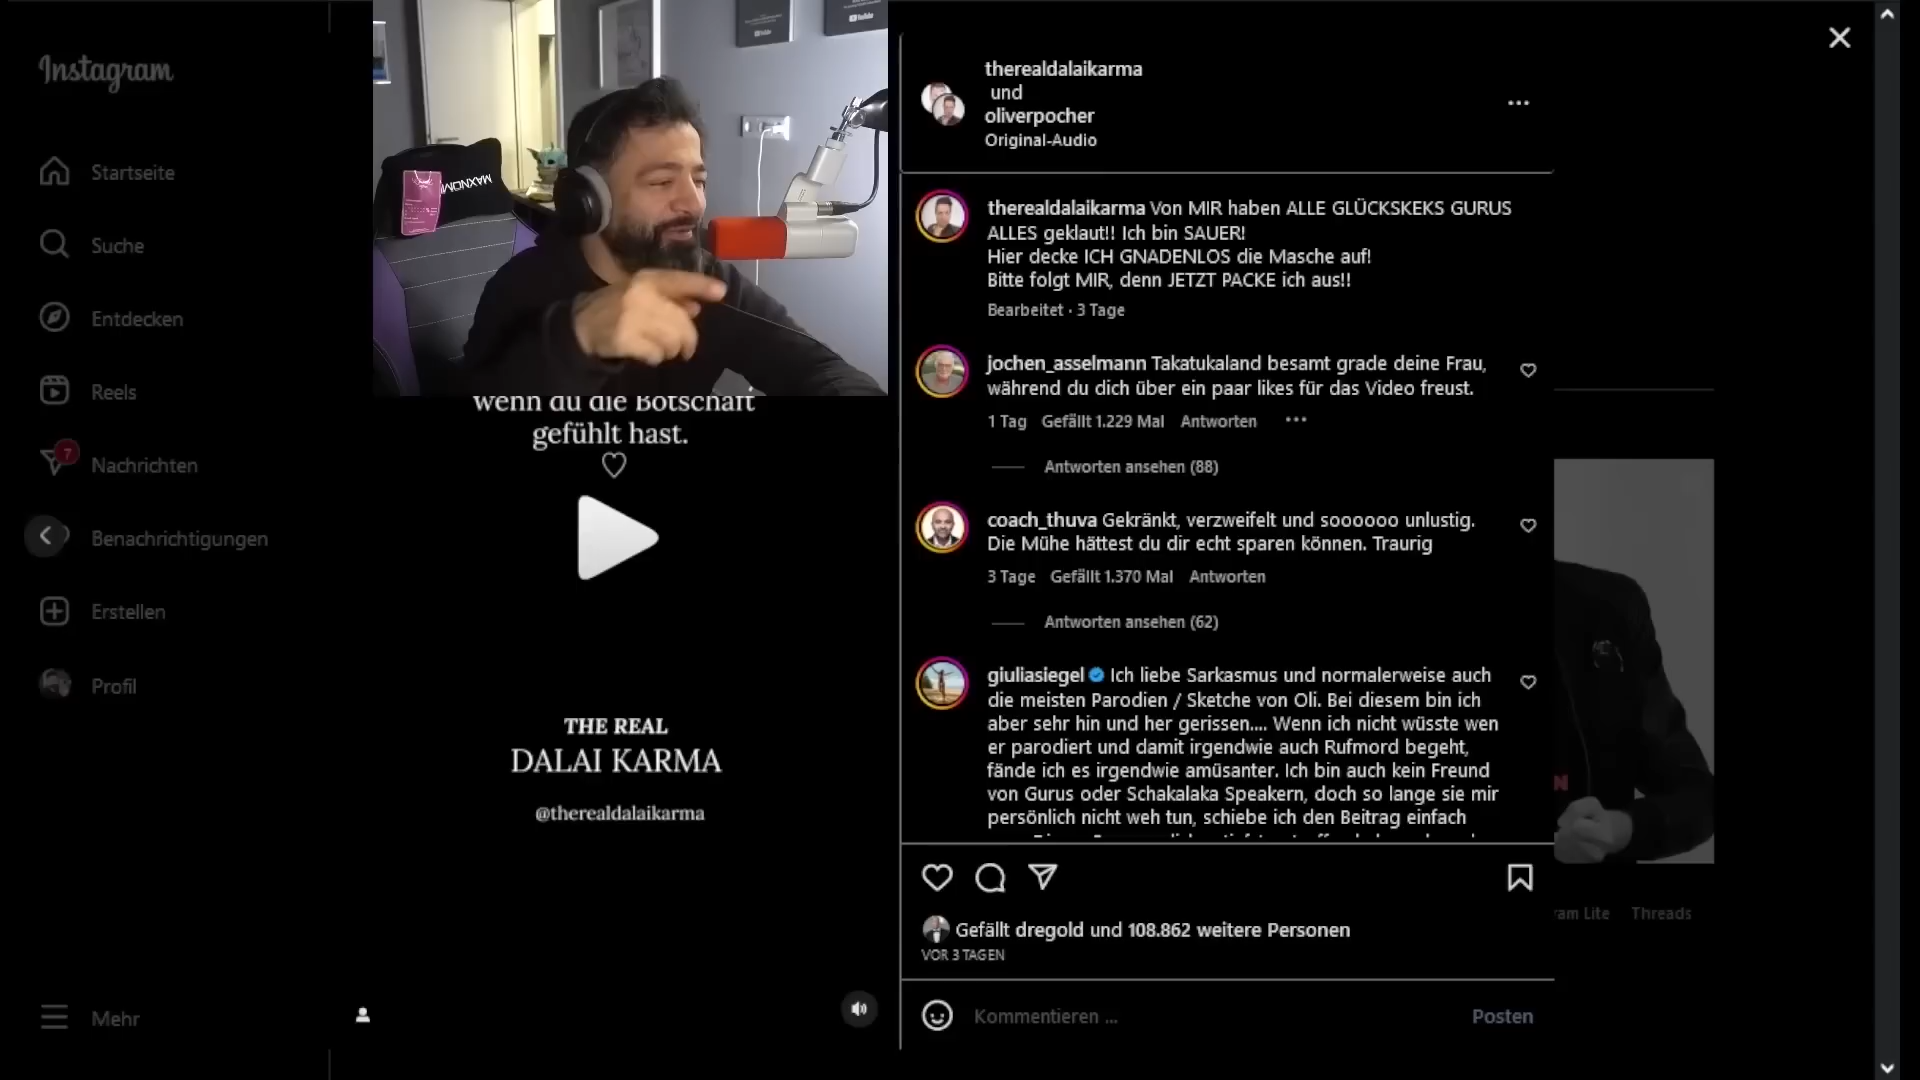 Instagram
Startseite
Suche
Entdecken
Reels
7
Nachrichten
Benachrichtigungen
Erstellen
Profil
Mehr
YouTube
YouTube
MAXNOMIC
wenn du die Botschaft
gefühlt hast.
THE REAL
DALAI KARMA
@therealdalaikarma
therealdalaikarma
und
oliverpocher
Original-Audio
therealdalaikarma Von MIR haben ALLE GLÜCKSKEKS GURUS
ALLES geklaut!! Ich bin SAUER!
Hier decke ICH GNADENLOS die Masche auf!
Bitte folgt MIR, denn JETZT PACKE ich aus!!
Bearbeitet · 3 Tage
jochen_asselmann Takatukaland besamt grade deine Frau,
während du dich über ein paar likes für das Video freust.
1 Tag Gefällt 1.229 Mal Antworten
Antworten ansehen (88)
coach_thuva Gekränkt, verzweifelt und soooooo unlustig.
Die Mühe hättest du dir echt sparen können. Traurig
3 Tage Gefällt 1.370 Mal Antworten
Antworten ansehen (62)
giuliasiegel Ich liebe Sarkasmus und normalerweise auch
die meisten Parodien / Sketche von Oli. Bei diesem bin ich
aber sehr hin und her gerissen.... Wenn ich nicht wüsste wen
er parodiert und damit irgendwie auch Rufmord begeht,
fände ich es irgendwie amüsanter. Ich bin auch kein Freund
von Gurus oder Schakalaka Speakern, doch so lange sie mir
persönlich nicht weh tun, schiebe ich den Beitrag einfach
Gefällt dregold und 108.862 weitere Personen
VOR 3 TAGEN
Kommentieren ...
Posten
ram Lite Threads